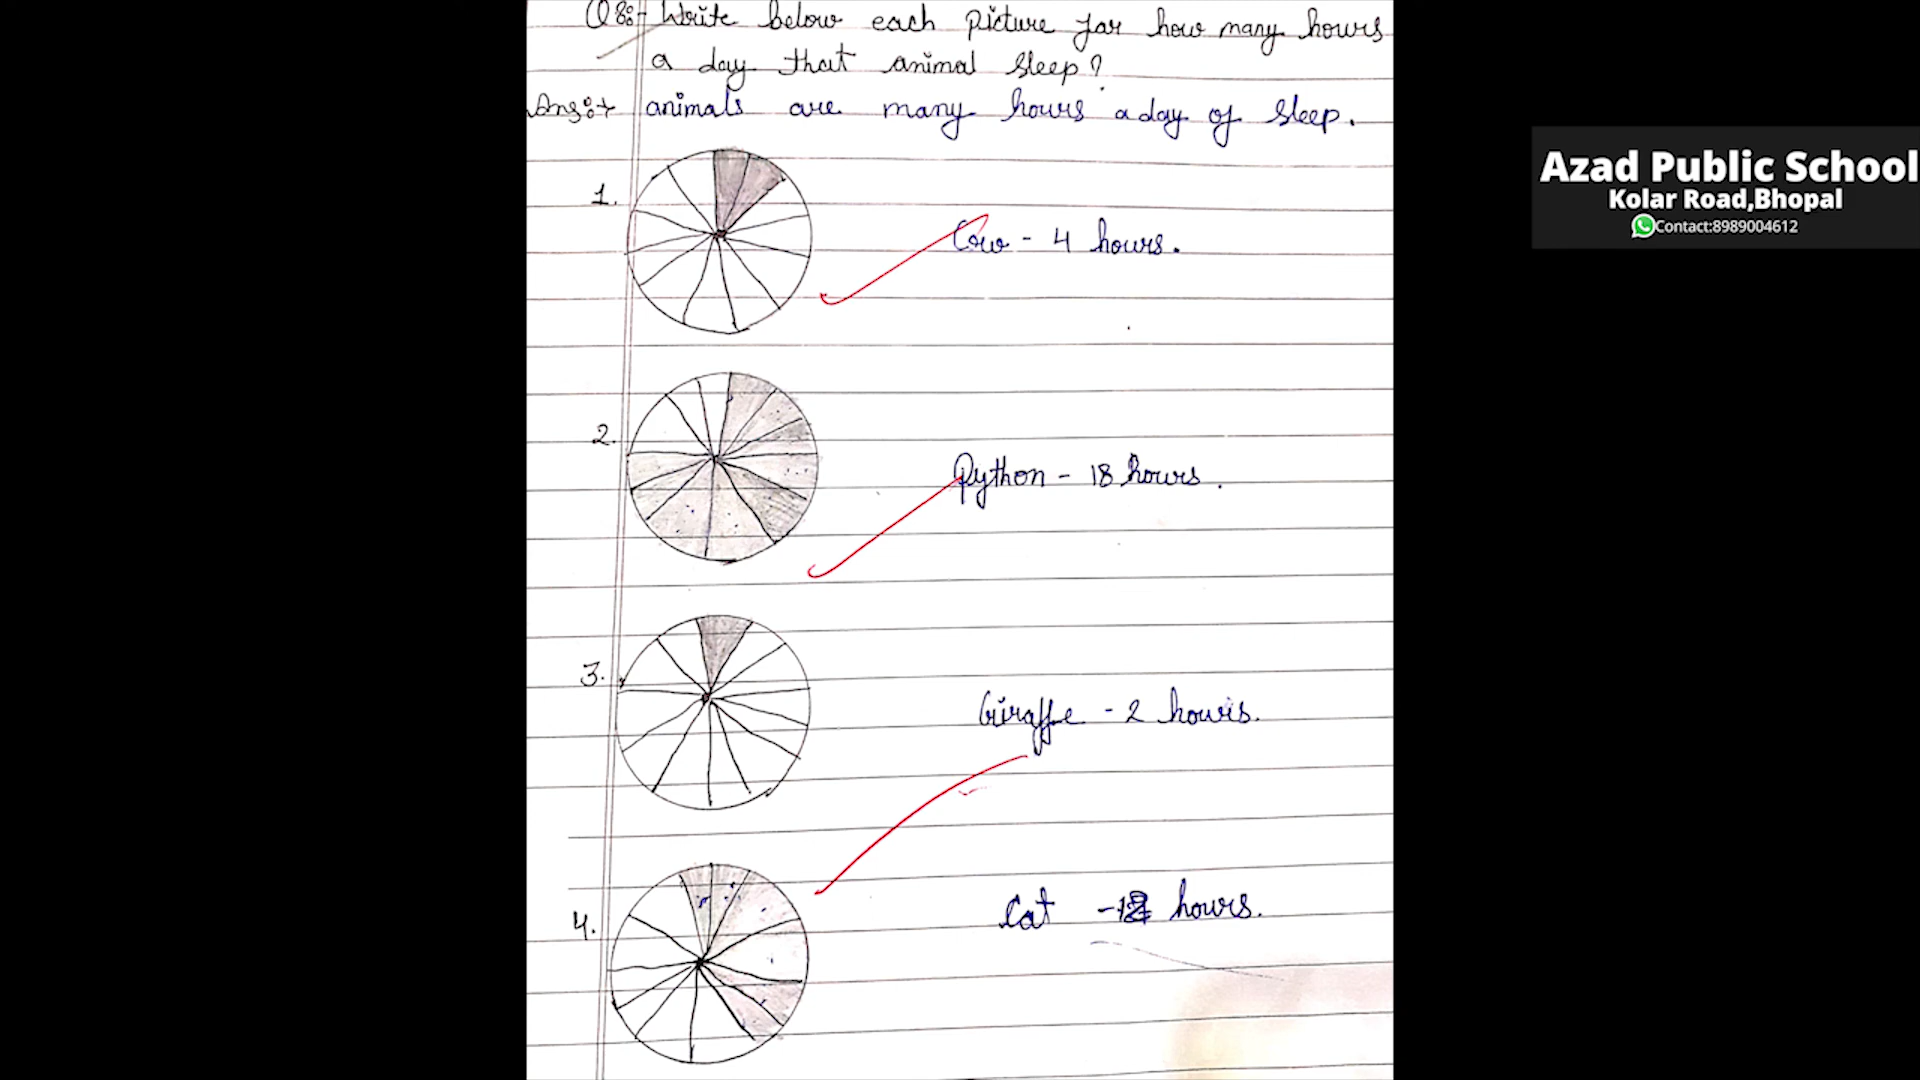 Q8:- Write below each picture for how many hours
a day that animal sleep?
Ans:+ animals are many hours a day of sleep.
1.
Cow - 4 hours.
2.
Python - 18 hours.
3.
Giraffe - 2 hours.
4.
Cat - hours.
Azad Public School
Kolar Road,Bhopal
Contact:8989004612